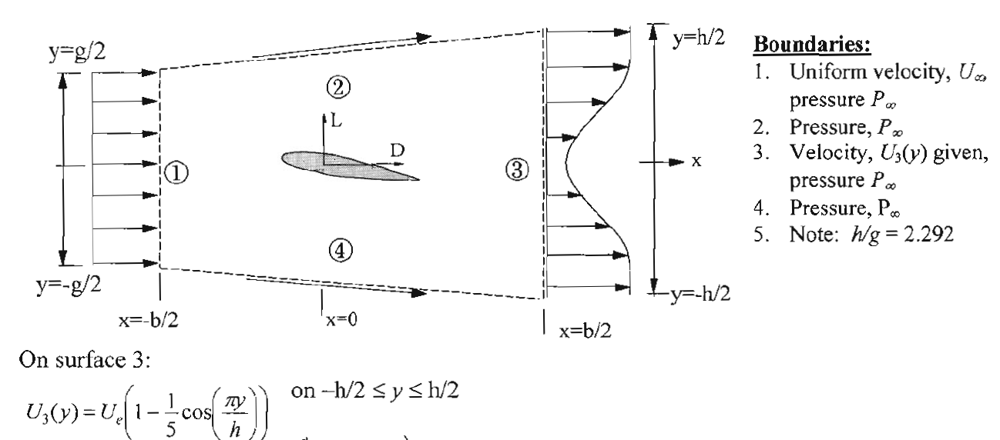 y=g/2
y=h/2
Boundaries:
1. Uniform velocity, U∞, pressure P∞
2. Pressure, P∞
3. Velocity, U₃(y) given, pressure P∞
4. Pressure, P∞
5. Note: h/g = 2.292
②
L
D
①
③
x
④
y=-g/2
y=-h/2
x=-b/2
x=0
x=b/2
On surface 3:
U₃(y) = Uₑ(1 − 1/5 cos(πy/h)) on –h/2 ≤ y ≤ h/2